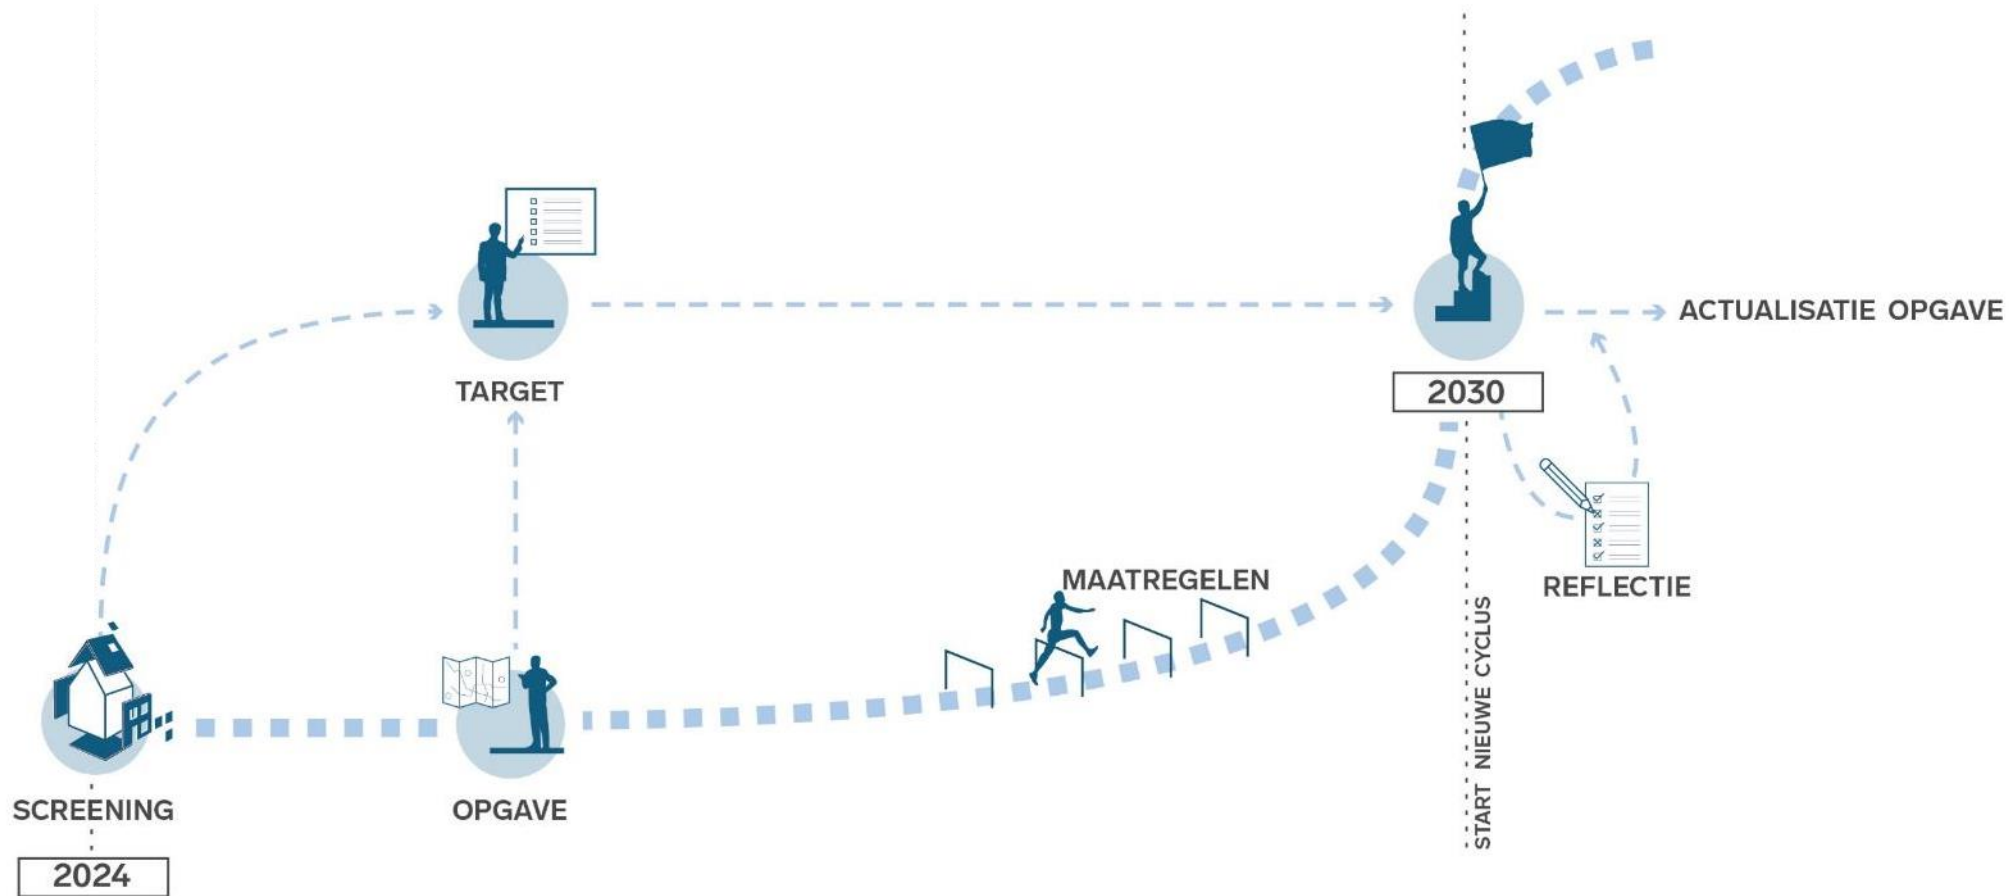 ACTUALISATIE OPGAVE
TARGET
2030
MAATREGELEN
REFLECTIE
START NIEUWE CYCLUS
SCREENING
OPGAVE
2024